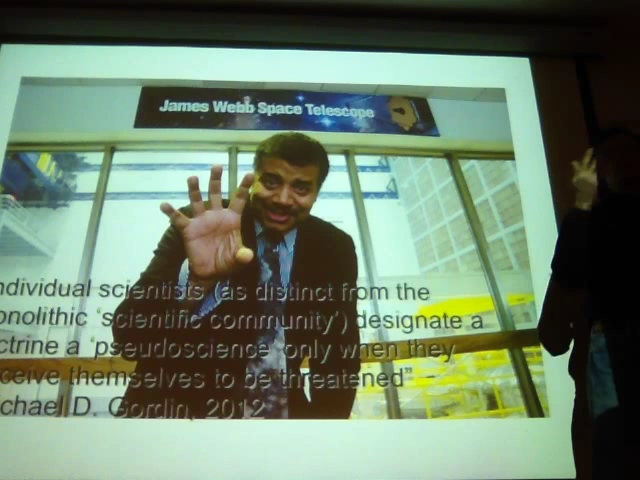 James Webb Space Telescope
ndividual scientists (as distinct from the
onolithic 'scientific community') designate a
ctrine a 'pseudoscience' only when they
ceive themselves to be threatened”
chael D. Gordin, 2012